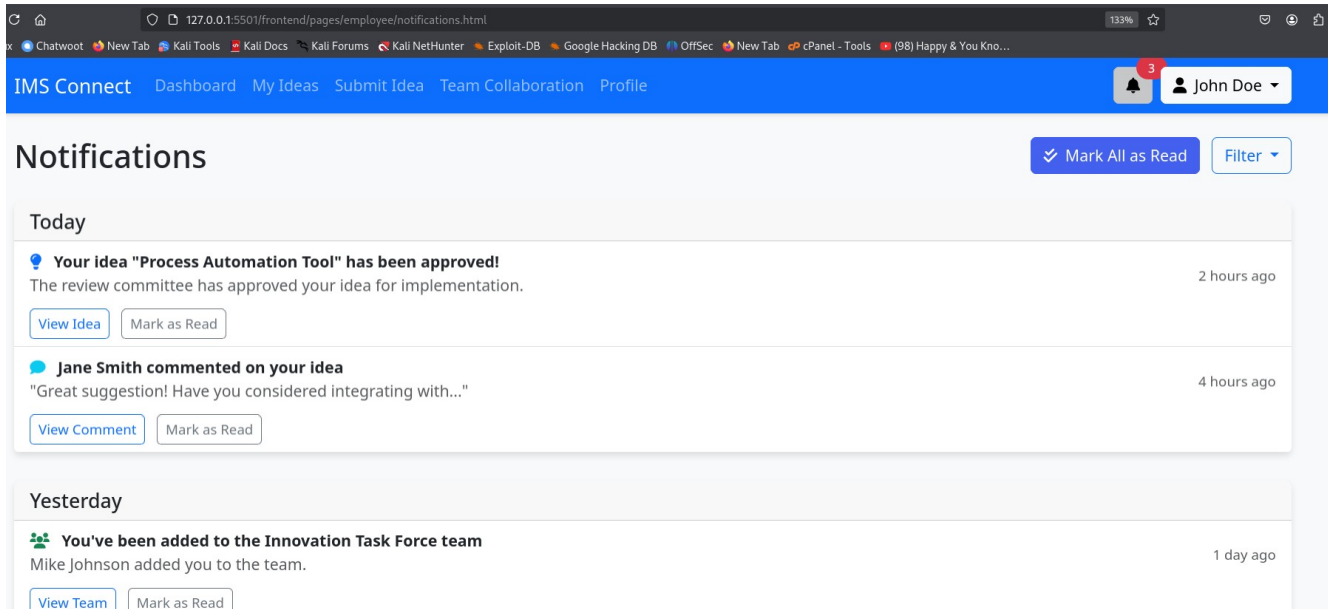 127.0.0.1:5501/frontend/pages/employee/notifications.html 133%
Chatwoot New Tab Kali Tools Kali Docs Kali Forums Kali NetHunter Exploit-DB Google Hacking DB OffSec New Tab cPanel - Tools (98) Happy & You Kno...
IMS Connect Dashboard My Ideas Submit Idea Team Collaboration Profile 3 John Doe
Notifications Mark All as Read Filter
Today
Your idea "Process Automation Tool" has been approved!
The review committee has approved your idea for implementation.
2 hours ago
View Idea Mark as Read
Jane Smith commented on your idea
"Great suggestion! Have you considered integrating with..."
4 hours ago
View Comment Mark as Read
Yesterday
You've been added to the Innovation Task Force team
Mike Johnson added you to the team.
1 day ago
View Team Mark as Read